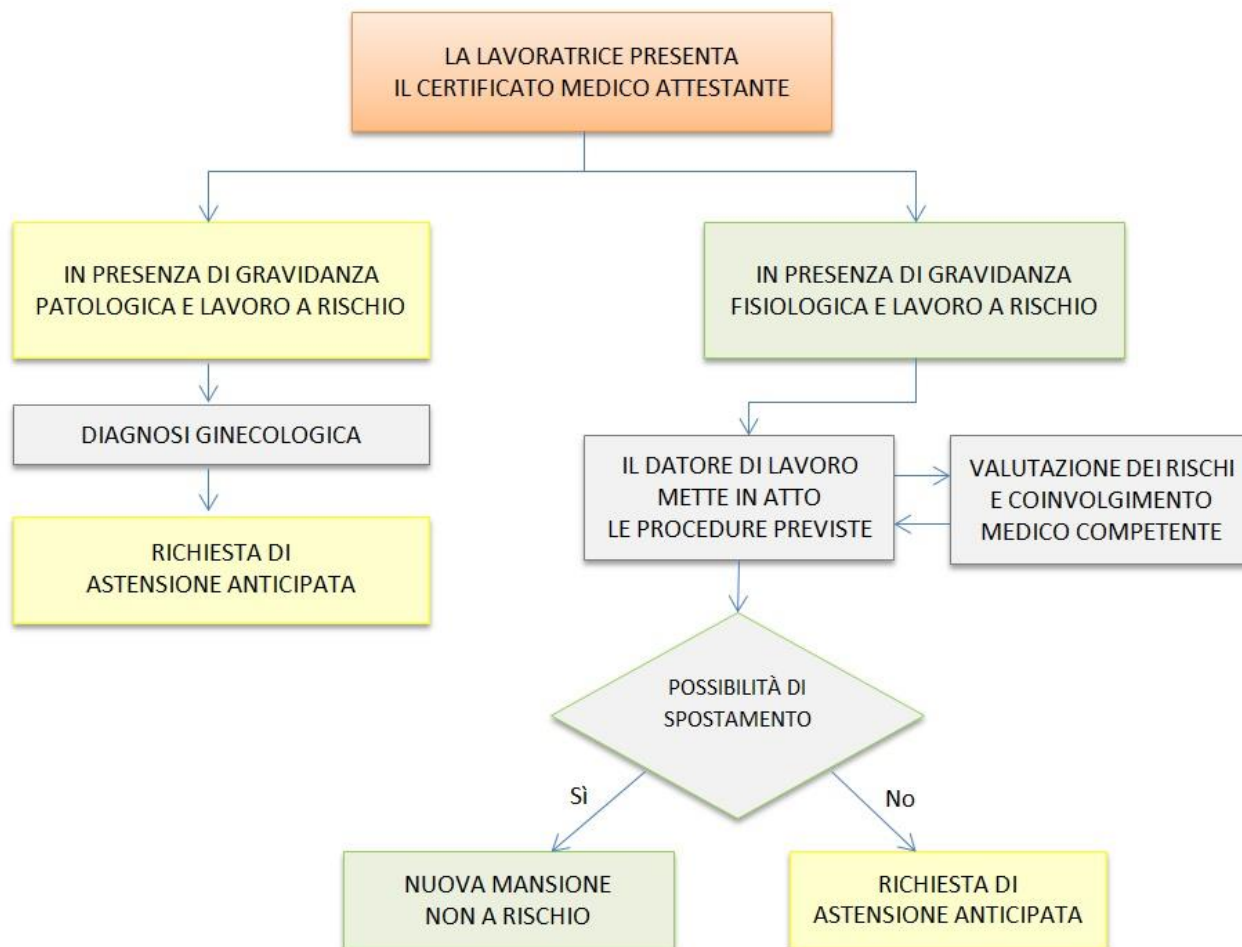 LA LAVORATRICE PRESENTA
IL CERTIFICATO MEDICO ATTESTANTE
IN PRESENZA DI GRAVIDANZA
PATOLOGICA E LAVORO A RISCHIO
IN PRESENZA DI GRAVIDANZA
FISIOLOGICA E LAVORO A RISCHIO
DIAGNOSI GINECOLOGICA
RICHIESTA DI
ASTENSIONE ANTICIPATA
IL DATORE DI LAVORO
METTE IN ATTO
LE PROCEDURE PREVISTE
VALUTAZIONE DEI RISCHI
E COINVOLGIMENTO
MEDICO COMPETENTE
POSSIBILITÀ DI
SPOSTAMENTO
Sì
No
NUOVA MANSIONE
NON A RISCHIO
RICHIESTA DI
ASTENSIONE ANTICIPATA